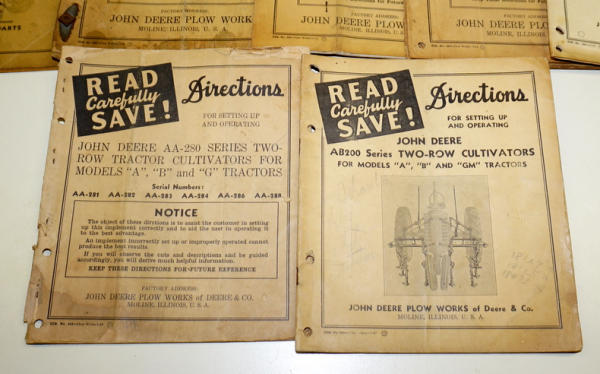 PARTS
FACTORY ADDRESS:
JOHN DEERE PLOW WORK
MOLINE, ILLINOIS, U. S. A.
FACTORY ADDRESS:
JOHN DEERE PLOW
MOLINE, ILLINOIS
JOHN
READ
Carefully
SAVE!
Directions
FOR SETTING UP
AND OPERATING
JOHN DEERE AA-280 SERIES TWO-
ROW TRACTOR CULTIVATORS FOR
MODELS "A", "B" and "G" TRACTORS
Serial Numbers:
AA-281 AA-282 AA-283 AA-284 AA-286 AA-288
NOTICE
The object of these directions is to assist the customer in setting
up this implement correctly and to aid the user in operating it
to the best advantage.
An implement incorrectly set up or improperly operated cannot
produce the best results.
If you will observe the cuts and descriptions and be guided
accordingly, you will derive much helpful information.
KEEP THESE DIRECTIONS FOR FUTURE REFERENCE
FACTORY ADDRESS:
JOHN DEERE PLOW WORKS OF DEERE & CO.
MOLINE, ILLINOIS, U. S. A.
READ
Carefully
SAVE!
Directions
FOR SETTING UP
AND OPERATING
JOHN DEERE
AB200 Series TWO-ROW CULTIVATORS
FOR MODELS "A", "B" AND "GM" TRACTORS
JOHN DEERE PLOW WORKS of Deere & Co.
MOLINE, ILLINOIS, U. S. A.